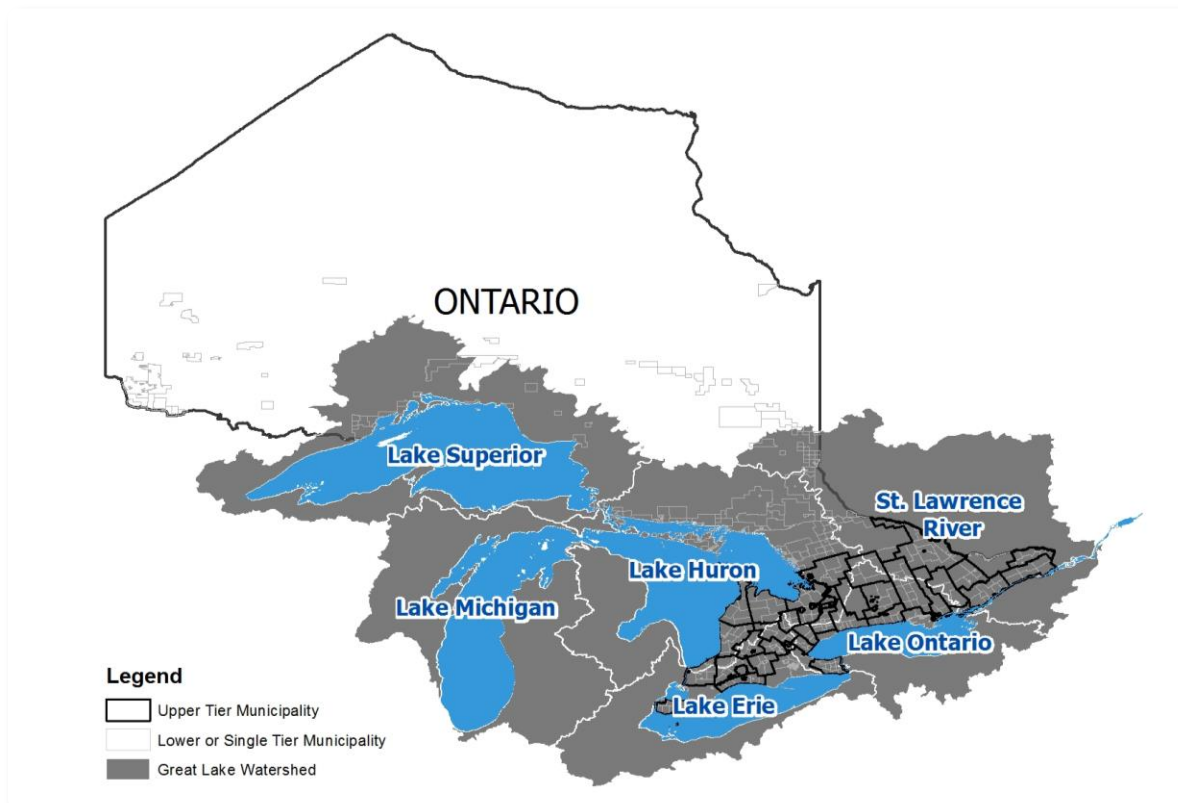 ONTARIO
Lake Superior
St. Lawrence
River
Lake Huron
Lake Michigan
Lake Ontario
Lake Erie
Legend
Upper Tier Municipality
Lower or Single Tier Municipality
Great Lake Watershed